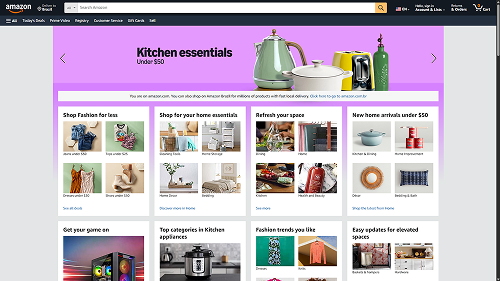 amazon
Deliver to
Brazil
All
Search Amazon
EN
Hello, sign in
Account & Lists
Returns
& Orders
0
Cart
All
Today's Deals
Prime Video
Registry
Customer Service
Gift Cards
Sell
Kitchen essentials
Under $50
You are on amazon.com. You can also shop on Amazon Brazil for millions of products with fast local delivery. Click here to go to amazon.com.br
Shop Fashion for less
Jeans under $50
Tops under $25
Dresses under $30
Shoes under $50
See all deals
Shop for your home essentials
Cleaning Tools
Home Storage
Home Decor
Bedding
Discover more in Home
Refresh your space
Dining
Home
Kitchen
Health and Beauty
See more
New home arrivals under $50
Kitchen & Dining
Home Improvement
Décor
Bedding & Bath
Shop the latest from Home
Get your game on
Top categories in Kitchen
appliances
Fashion trends you like
Dresses
Knits
Easy updates for elevated
spaces
Baskets & hampers
Hardware